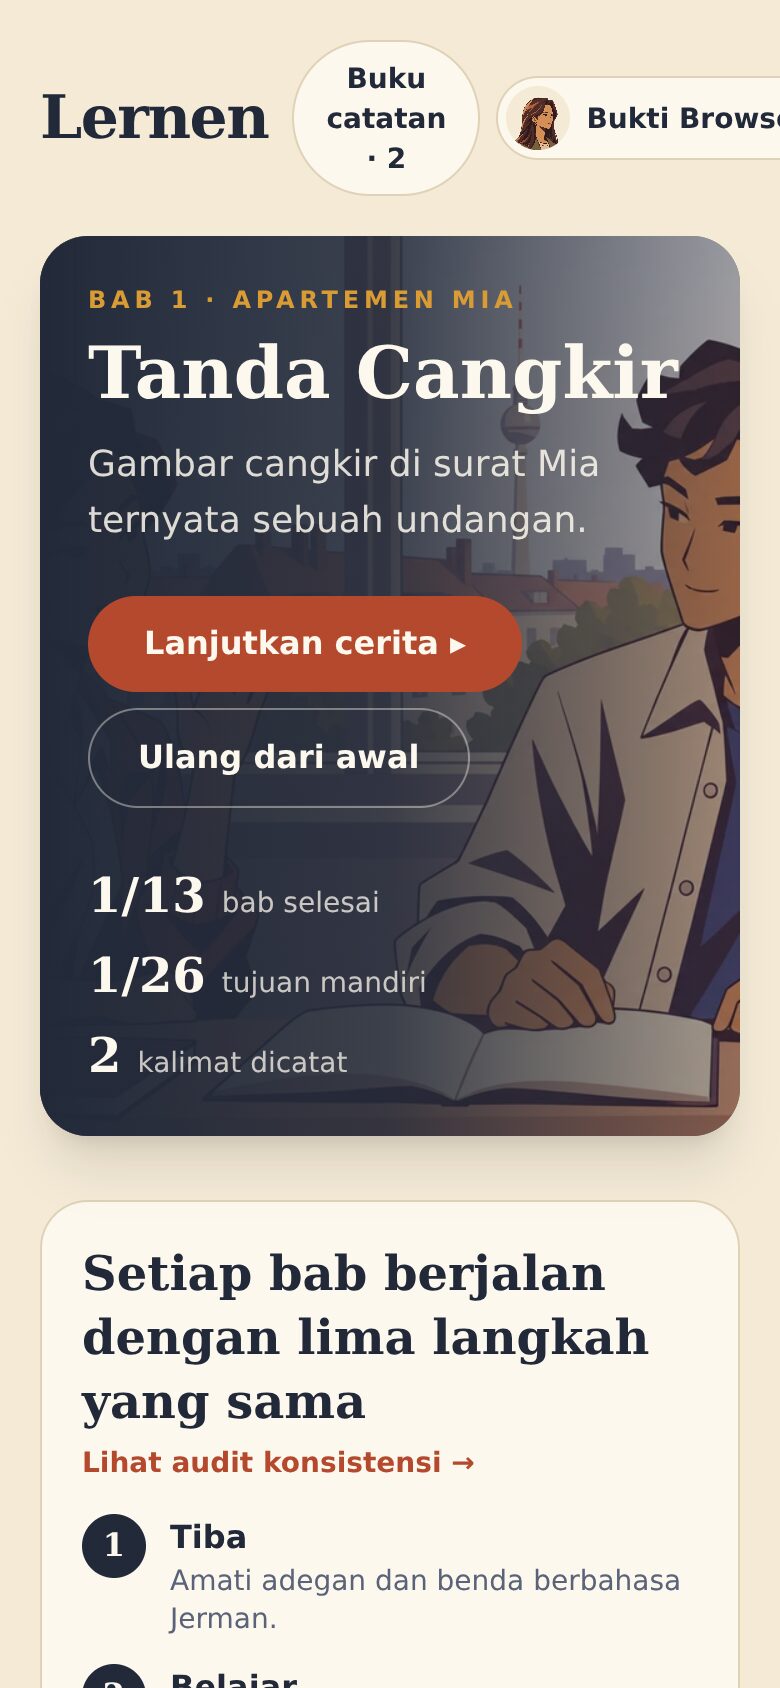 Lernen
Buku
catatan
· 2
Bukti
BAB 1 · APARTEMEN MIA
Tanda Cangkir
Gambar cangkir di surat Mia
ternyata sebuah undangan.
Lanjutkan cerita ▸
Ulang dari awal
1/13 bab selesai
1/26 tujuan mandiri
2 kalimat dicatat
Setiap bab berjalan
dengan lima langkah
yang sama
Lihat audit konsistensi →
1 Tiba
Amati adegan dan benda berbahasa
Jerman.
Belajar